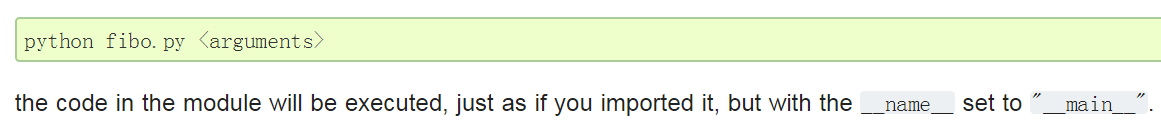 python fibo.py <arguments>
the code in the module will be executed, just as if you imported it, but with the __name__ set to "__main__".